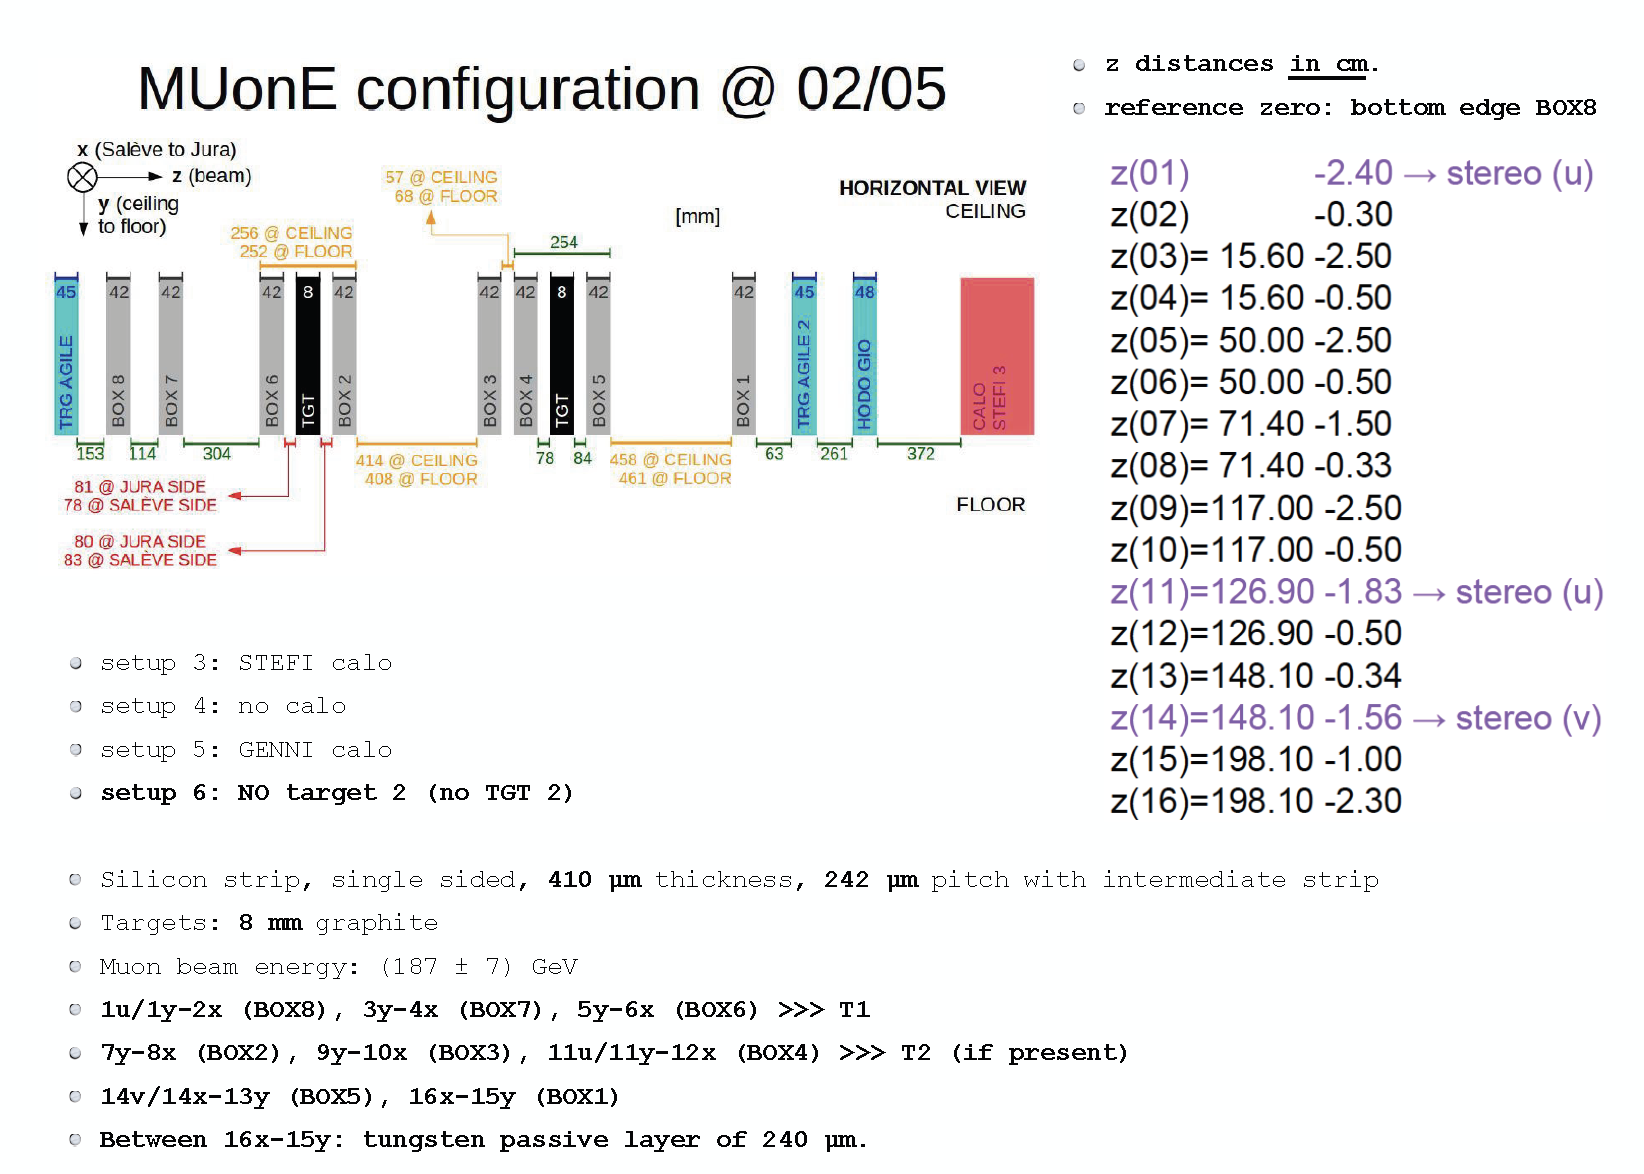 MUonE configuration @ 02/05
z distances in cm.
reference zero: bottom edge BOX8
x (Salève to Jura)
z (beam)
y (ceiling
to floor)
57 @ CEILING
68 @ FLOOR
[mm]
HORIZONTAL VIEW
CEILING
256 @ CEILING
252 @ FLOOR
254
45 42 42 42 8 42 42 42 8 42 42 45 48
TRG AGILE
BOX 8
BOX 7
BOX 6
TGT
BOX 2
BOX 3
BOX 4
TGT
BOX 5
BOX 1
TRG AGILE 2
HODO GIO
CALO
STEFI 3
153 114 304
414 @ CEILING
408 @ FLOOR
78 84
458 @ CEILING
461 @ FLOOR
63 261 372
81 @ JURA SIDE
78 @ SALÈVE SIDE
80 @ JURA SIDE
83 @ SALÈVE SIDE
FLOOR
z(01) -2.40 → stereo (u)
z(02) -0.30
z(03)= 15.60 -2.50
z(04)= 15.60 -0.50
z(05)= 50.00 -2.50
z(06)= 50.00 -0.50
z(07)= 71.40 -1.50
z(08)= 71.40 -0.33
z(09)=117.00 -2.50
z(10)=117.00 -0.50
z(11)=126.90 -1.83 → stereo (u)
z(12)=126.90 -0.50
z(13)=148.10 -0.34
z(14)=148.10 -1.56 → stereo (v)
z(15)=198.10 -1.00
z(16)=198.10 -2.30
setup 3: STEFI calo
setup 4: no calo
setup 5: GENNI calo
setup 6: NO target 2 (no TGT 2)
Silicon strip, single sided, 410 μm thickness, 242 μm pitch with intermediate strip
Targets: 8 mm graphite
Muon beam energy: (187 ± 7) GeV
1u/1y-2x (BOX8), 3y-4x (BOX7), 5y-6x (BOX6) >>> T1
7y-8x (BOX2), 9y-10x (BOX3), 11u/11y-12x (BOX4) >>> T2 (if present)
14v/14x-13y (BOX5), 16x-15y (BOX1)
Between 16x-15y: tungsten passive layer of 240 μm.